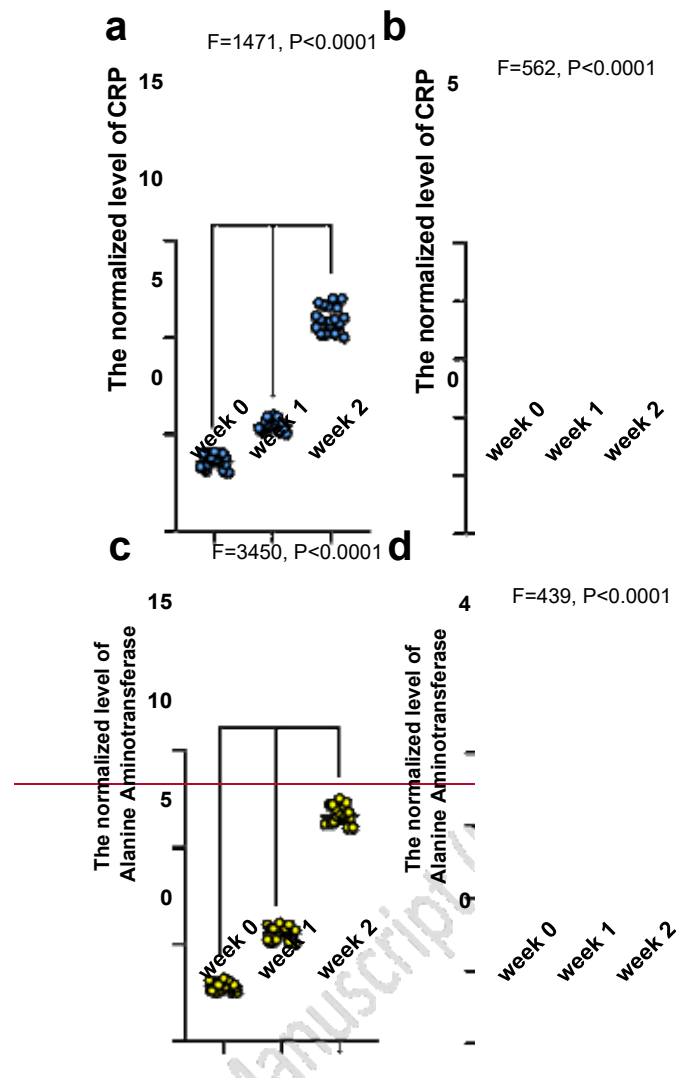 a
F=1471, P<0.0001
The normalized level of CRP
15
10
5
0
week 0
week 1
week 2
b
F=562, P<0.0001
The normalized level of CRP
5
0
week 0
week 1
week 2
c
F=3450, P<0.0001
The normalized level of
Alanine Aminotransferase
15
10
5
0
week 0
week 1
week 2
d
F=439, P<0.0001
The normalized level of
Alanine Aminotransferase
4
0
week 0
week 1
week 2
Manuscript